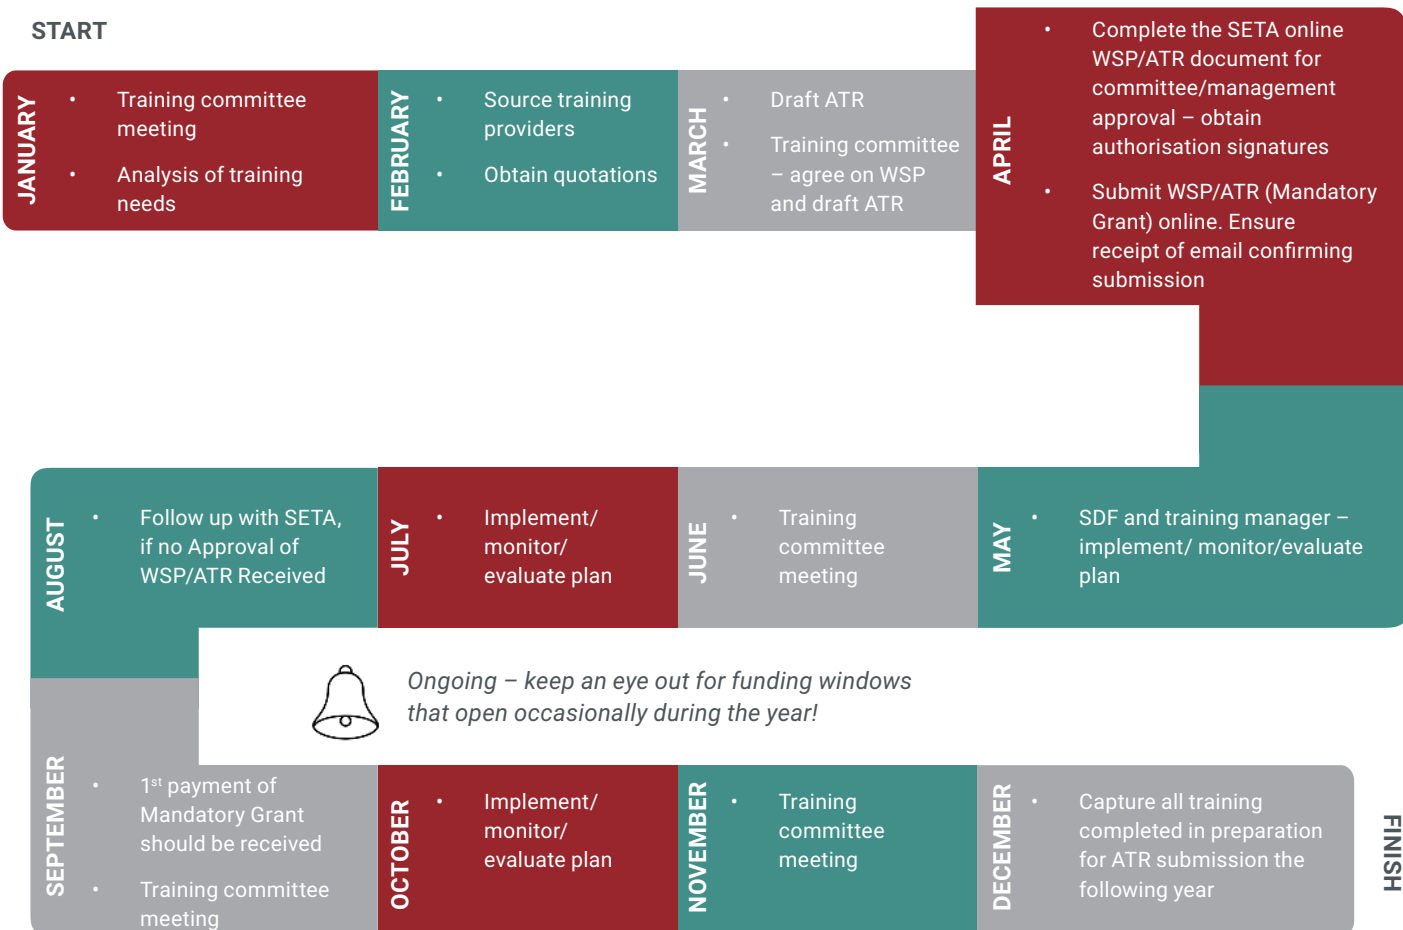 START
JANUARY
• Training committee
meeting
• Analysis of training
needs
FEBRUARY
• Source training
providers
• Obtain quotations
MARCH
• Draft ATR
• Training committee
– agree on WSP
and draft ATR
APRIL
• Complete the SETA online
WSP/ATR document for
committee/management
approval – obtain
authorisation signatures
• Submit WSP/ATR (Mandatory
Grant) online. Ensure
receipt of email confirming
submission
MAY
• SDF and training manager –
implement/ monitor/evaluate
plan
JUNE
• Training
committee
meeting
JULY
• Implement/
monitor/
evaluate plan
AUGUST
• Follow up with SETA,
if no Approval of
WSP/ATR Received
Ongoing – keep an eye out for funding windows
that open occasionally during the year!
SEPTEMBER
• 1st payment of
Mandatory Grant
should be received
• Training committee
meeting
OCTOBER
• Implement/
monitor/
evaluate plan
NOVEMBER
• Training
committee
meeting
DECEMBER
• Capture all training
completed in preparation
for ATR submission the
following year
FINISH